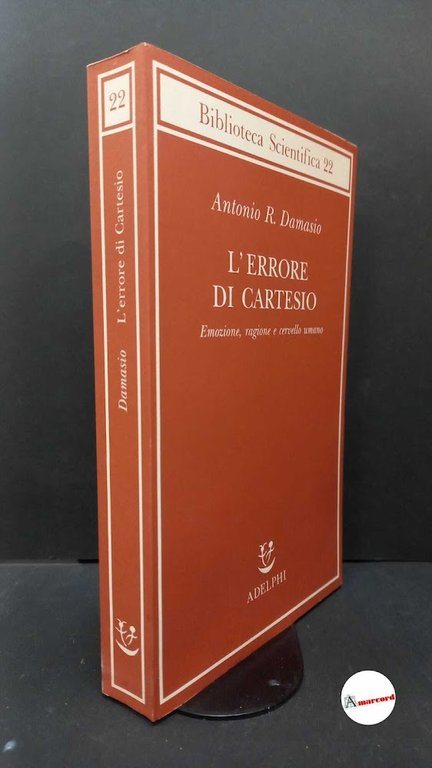 22
Damasio L'errore di Cartesio
Biblioteca Scientifica 22
Antonio R. Damasio
L'ERRORE
DI CARTESIO
Emozione, ragione e cervello umano
ADELPHI
Amarcord